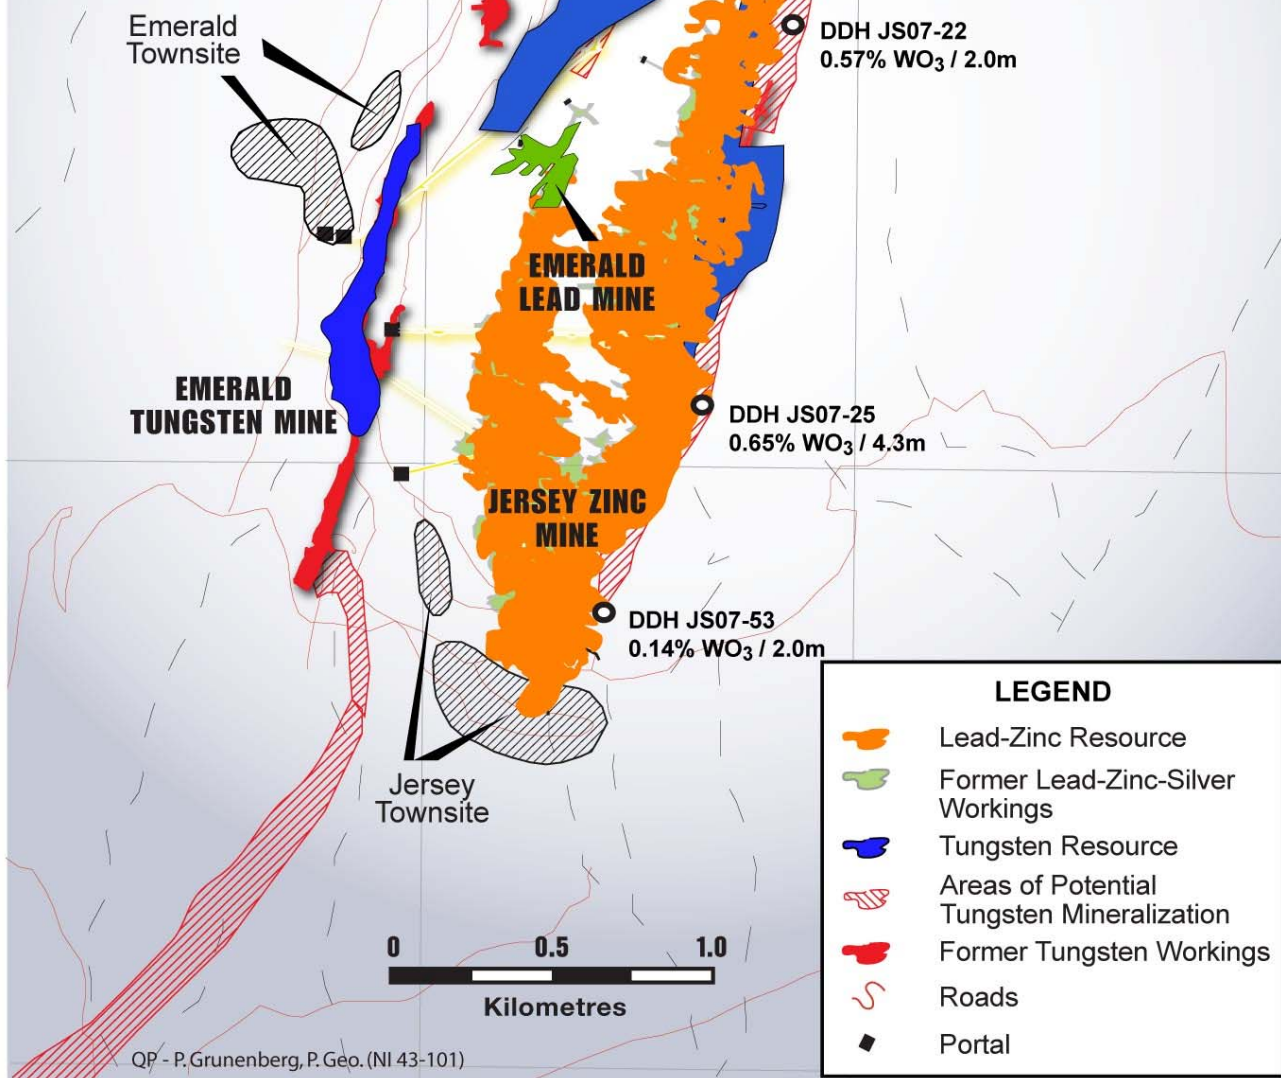 Emerald
Townsite
DDH JS07-22
0.57% WO₃ / 2.0m
EMERALD
LEAD MINE
EMERALD
TUNGSTEN MINE
DDH JS07-25
0.65% WO₃ / 4.3m
JERSEY ZINC
MINE
DDH JS07-53
0.14% WO₃ / 2.0m
Jersey
Townsite
LEGEND
Lead-Zinc Resource
Former Lead-Zinc-Silver
Workings
Tungsten Resource
Areas of Potential
Tungsten Mineralization
Former Tungsten Workings
Roads
Portal
0 0.5 1.0
Kilometres
QP - P. Grunenberg, P. Geo. (NI 43-101)